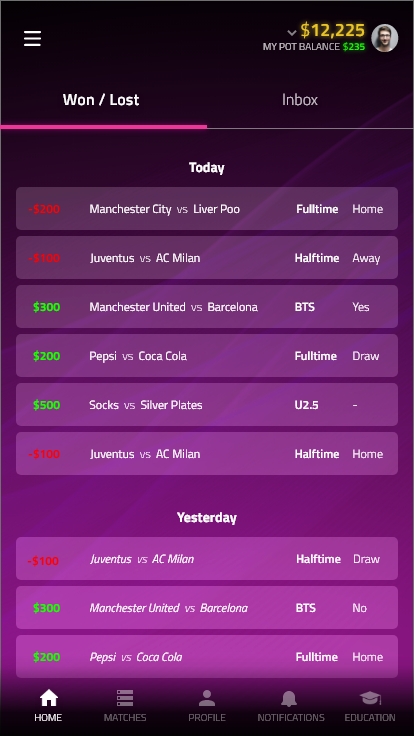 $12,225
MY POT BALANCE $235
Won / Lost Inbox
Today
-$200 Manchester City vs Liver Poo Fulltime Home
-$100 Juventus vs AC Milan Halftime Away
$300 Manchester United vs Barcelona BTS Yes
$200 Pepsi vs Coca Cola Fulltime Draw
$500 Socks vs Silver Plates U2.5 -
-$100 Juventus vs AC Milan Halftime Home
Yesterday
-$100 Juventus vs AC Milan Halftime Draw
$300 Manchester United vs Barcelona BTS No
$200 Pepsi vs Coca Cola Fulltime Home
HOME MATCHES PROFILE NOTIFICATIONS EDUCATION